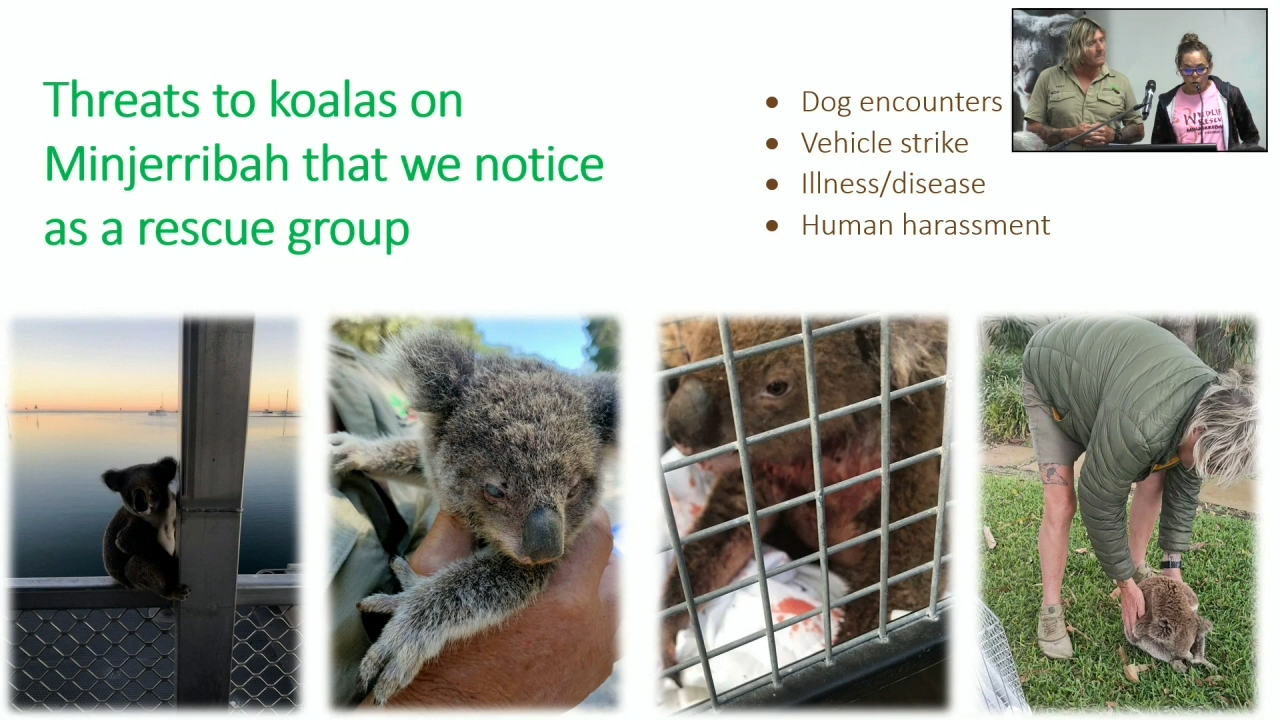 Threats to koalas on
Minjerribah that we notice
as a rescue group
• Dog encounters
• Vehicle strike
• Illness/disease
• Human harassment